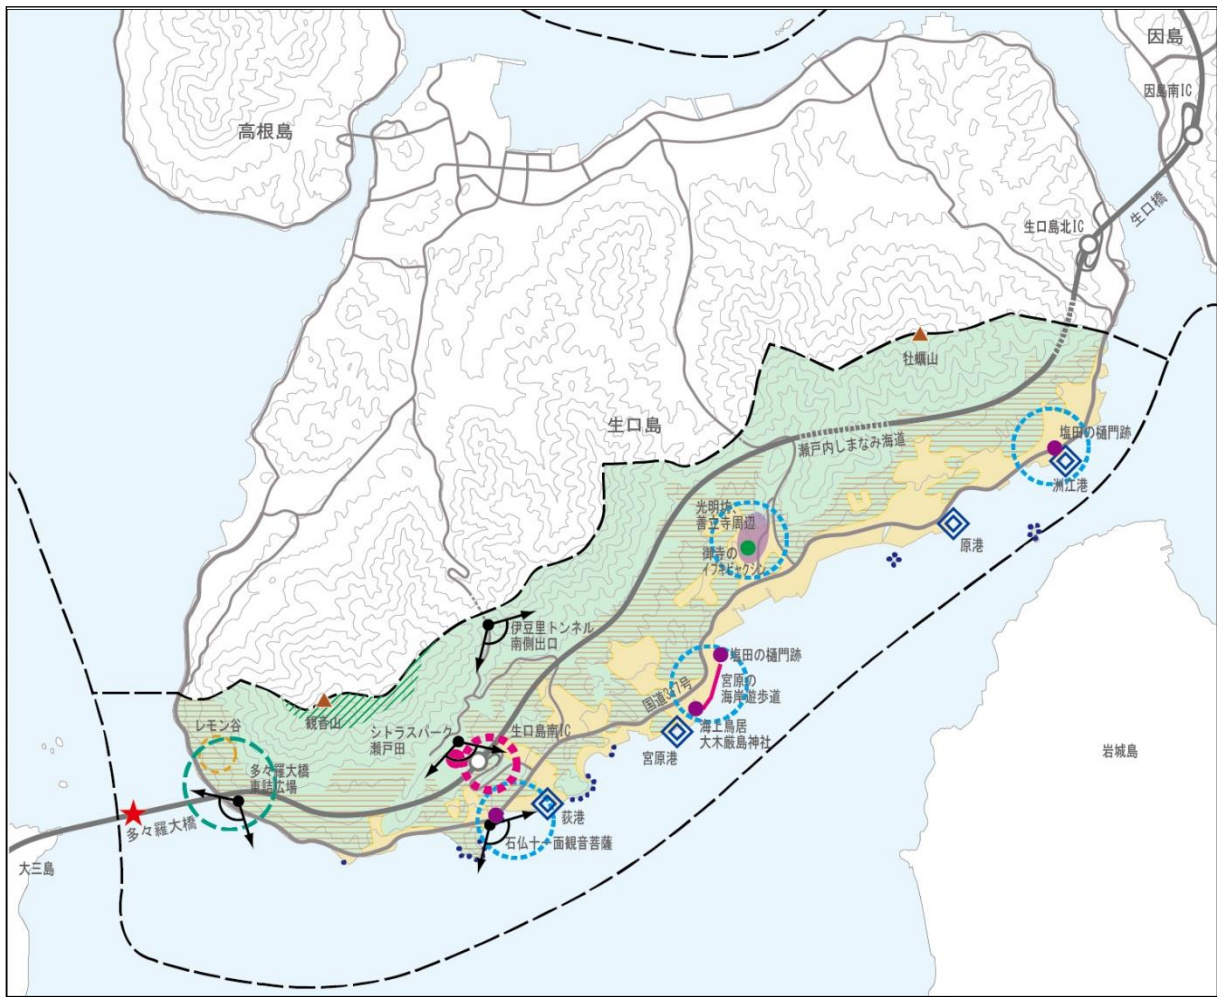 因島
因島南IC
高根島
生口橋
生口島北IC
牡蠣山
生口島
塩田の樋門跡
瀬戸内しまなみ海道
洲江港
光明坊、
善立寺周辺
原港
御寺の
イブキビャクシン
伊豆里トンネル
南側出口
塩田の樋門跡
宮原の
海岸遊歩道
国道317号
レモン谷
観音山
シトラスパーク
瀬戸田
生口島南IC
海上鳥居
大木厳島神社
宮原港
岩城島
多々羅大橋
東詰広場
荻港
多々羅大橋
石仏十一面観音菩薩
大三島